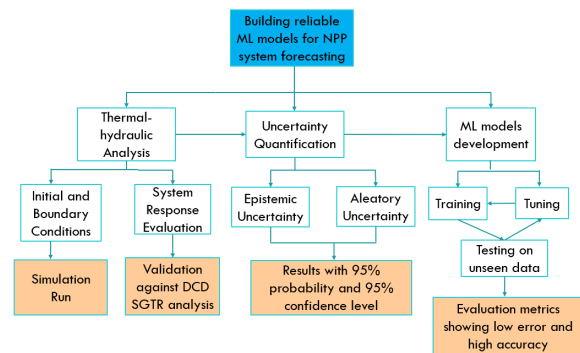 Building reliable
ML models for NPP
system forecasting
Thermal-
hydraulic
Analysis
Uncertainty
Quantification
ML models
development
Initial and
Boundary
Conditions
System
Response
Evaluation
Epistemic
Uncertainty
Aleatory
Uncertainty
Training
Tuning
Testing on
unseen data
Simulation
Run
Validation
against DCD
SGTR analysis
Results with 95%
probability and 95%
confidence level
Evaluation metrics
showing low error and
high accuracy